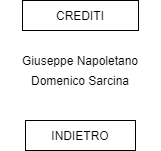 CREDITI
Giuseppe Napoletano
Domenico Sarcina
INDIETRO